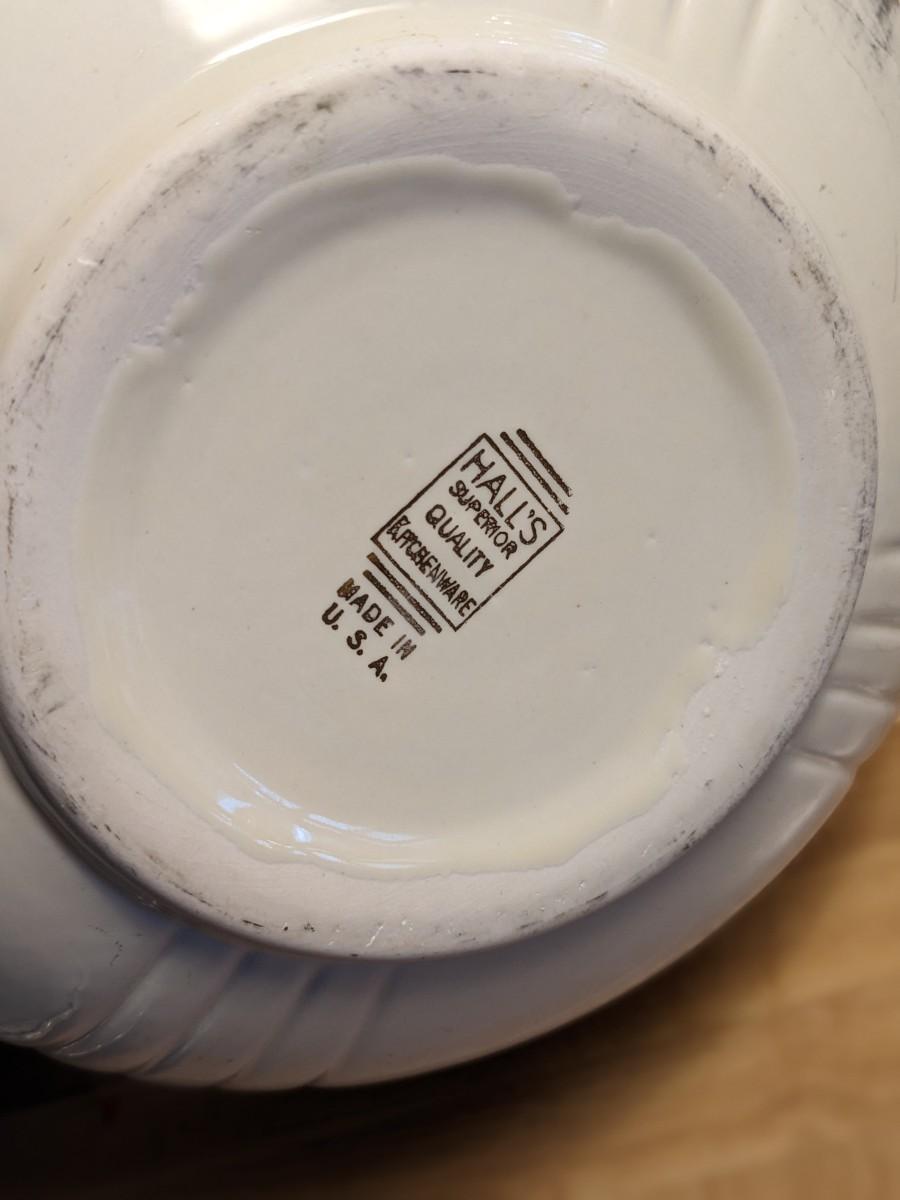 HALL'S
SUPERIOR
QUALITY
KITCHENWARE
MADE IN
U. S. A.